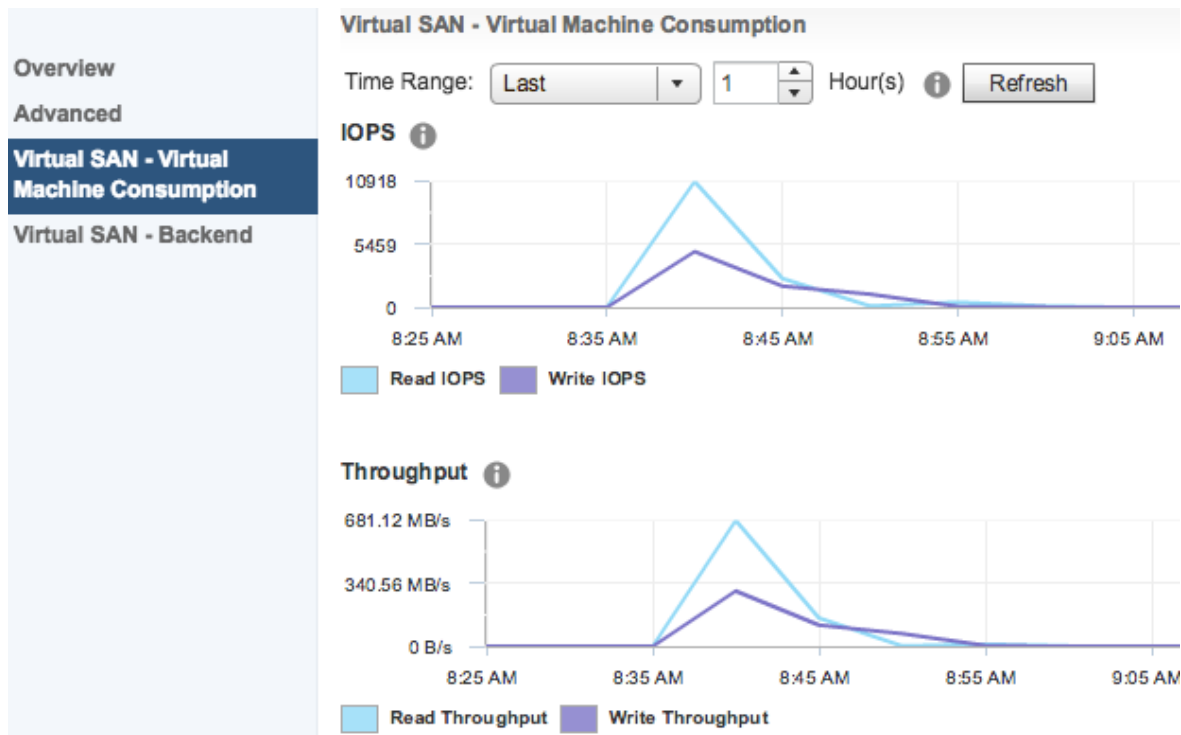 Virtual SAN - Virtual Machine Consumption
Overview
Advanced
Virtual SAN - Virtual
Machine Consumption
Virtual SAN - Backend
Time Range: Last 1 Hour(s) Refresh
IOPS
10918
5459
0
8:25 AM 8:35 AM 8:45 AM 8:55 AM 9:05 AM
Read IOPS Write IOPS
Throughput
681.12 MB/s
340.56 MB/s
0 B/s
8:25 AM 8:35 AM 8:45 AM 8:55 AM 9:05 AM
Read Throughput Write Throughput